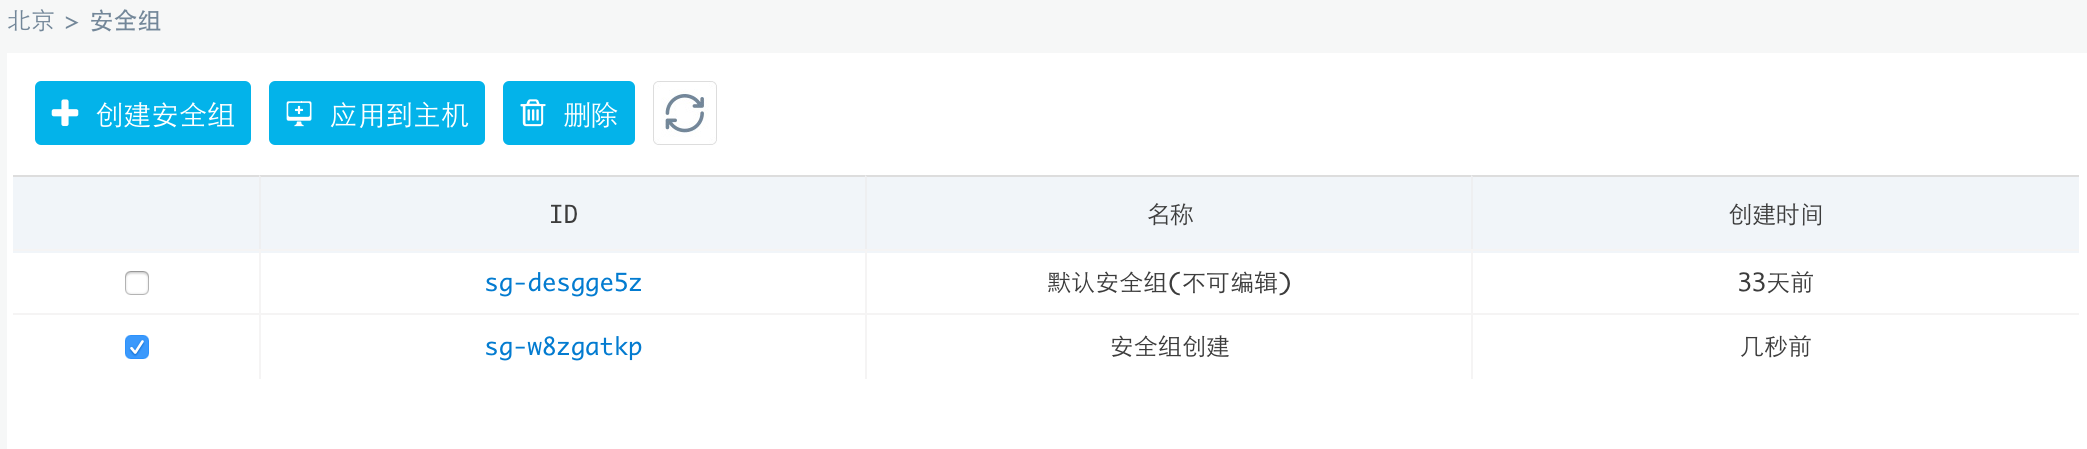 北京 > 安全组
创建安全组 应用到主机 删除
ID 名称 创建时间
sg-desgge5z 默认安全组(不可编辑) 33天前
sg-w8zgatkp 安全组创建 几秒前